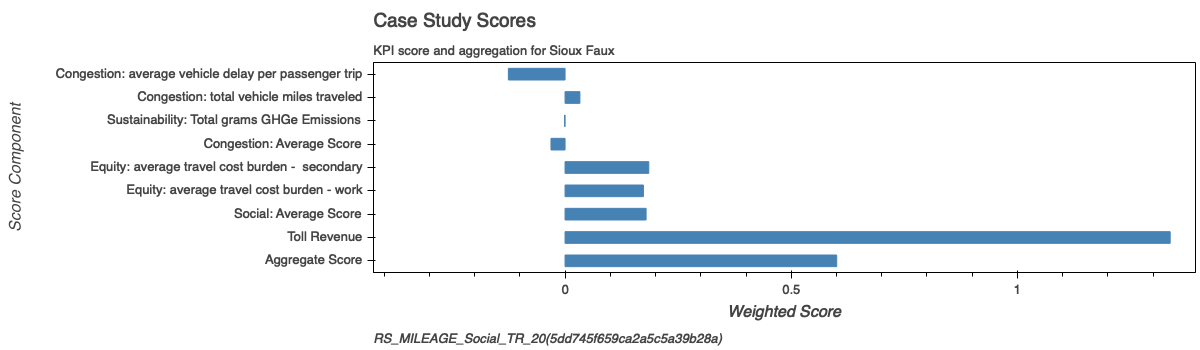 Case Study Scores
KPI score and aggregation for Sioux Faux
Score Component
Congestion: average vehicle delay per passenger trip
Congestion: total vehicle miles traveled
Sustainability: Total grams GHGe Emissions
Congestion: Average Score
Equity: average travel cost burden -  secondary
Equity: average travel cost burden - work
Social: Average Score
Toll Revenue
Aggregate Score
0 0.5 1
Weighted Score
RS_MILEAGE_Social_TR_20(5dd745f659ca2a5c5a39b28a)